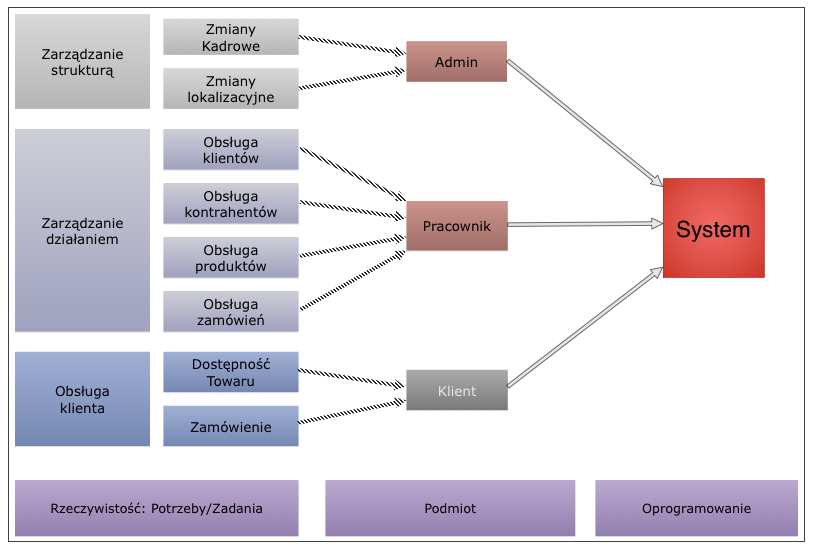 Zarządzanie
strukturą
Zmiany
Kadrowe
Zmiany
lokalizacyjne
Admin
Zarządzanie
działaniem
Obsługa
klientów
Obsługa
kontrahentów
Obsługa
produktów
Obsługa
zamówień
Pracownik
System
Obsługa
klienta
Dostępność
Towaru
Zamówienie
Klient
Rzeczywistość: Potrzeby/Zadania
Podmiot
Oprogramowanie